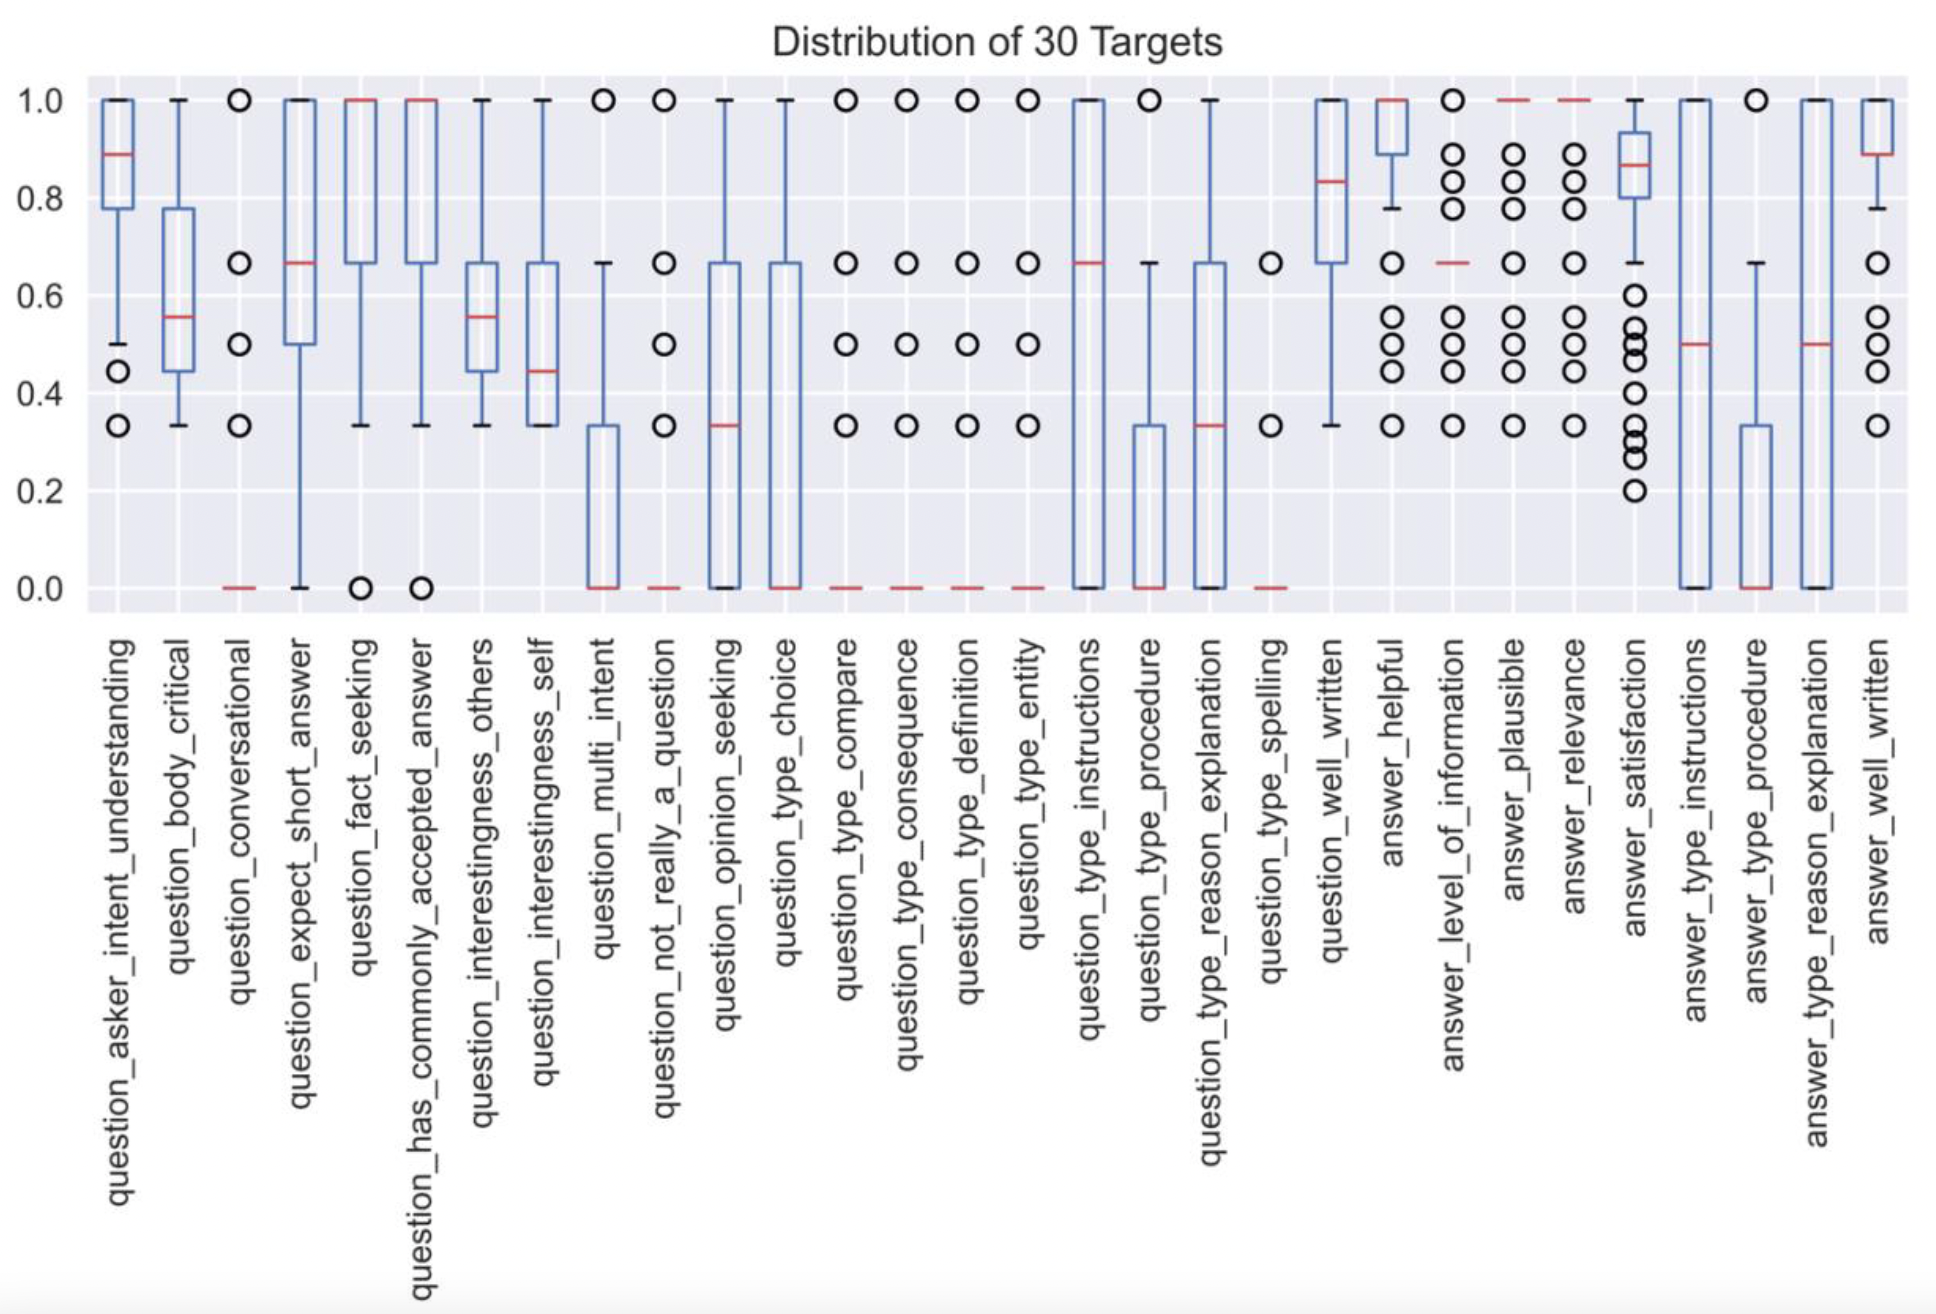 Distribution of 30 Targets
1.0
0.8
0.6
0.4
0.2
0.0
question_asker_intent_understanding
question_body_critical
question_conversational
question_expect_short_answer
question_fact_seeking
question_has_commonly_accepted_answer
question_interestingness_others
question_interestingness_self
question_multi_intent
question_not_really_a_question
question_opinion_seeking
question_type_choice
question_type_compare
question_type_consequence
question_type_definition
question_type_entity
question_type_instructions
question_type_procedure
question_type_reason_explanation
question_type_spelling
question_well_written
answer_helpful
answer_level_of_information
answer_plausible
answer_relevance
answer_satisfaction
answer_type_instructions
answer_type_procedure
answer_type_reason_explanation
answer_well_written